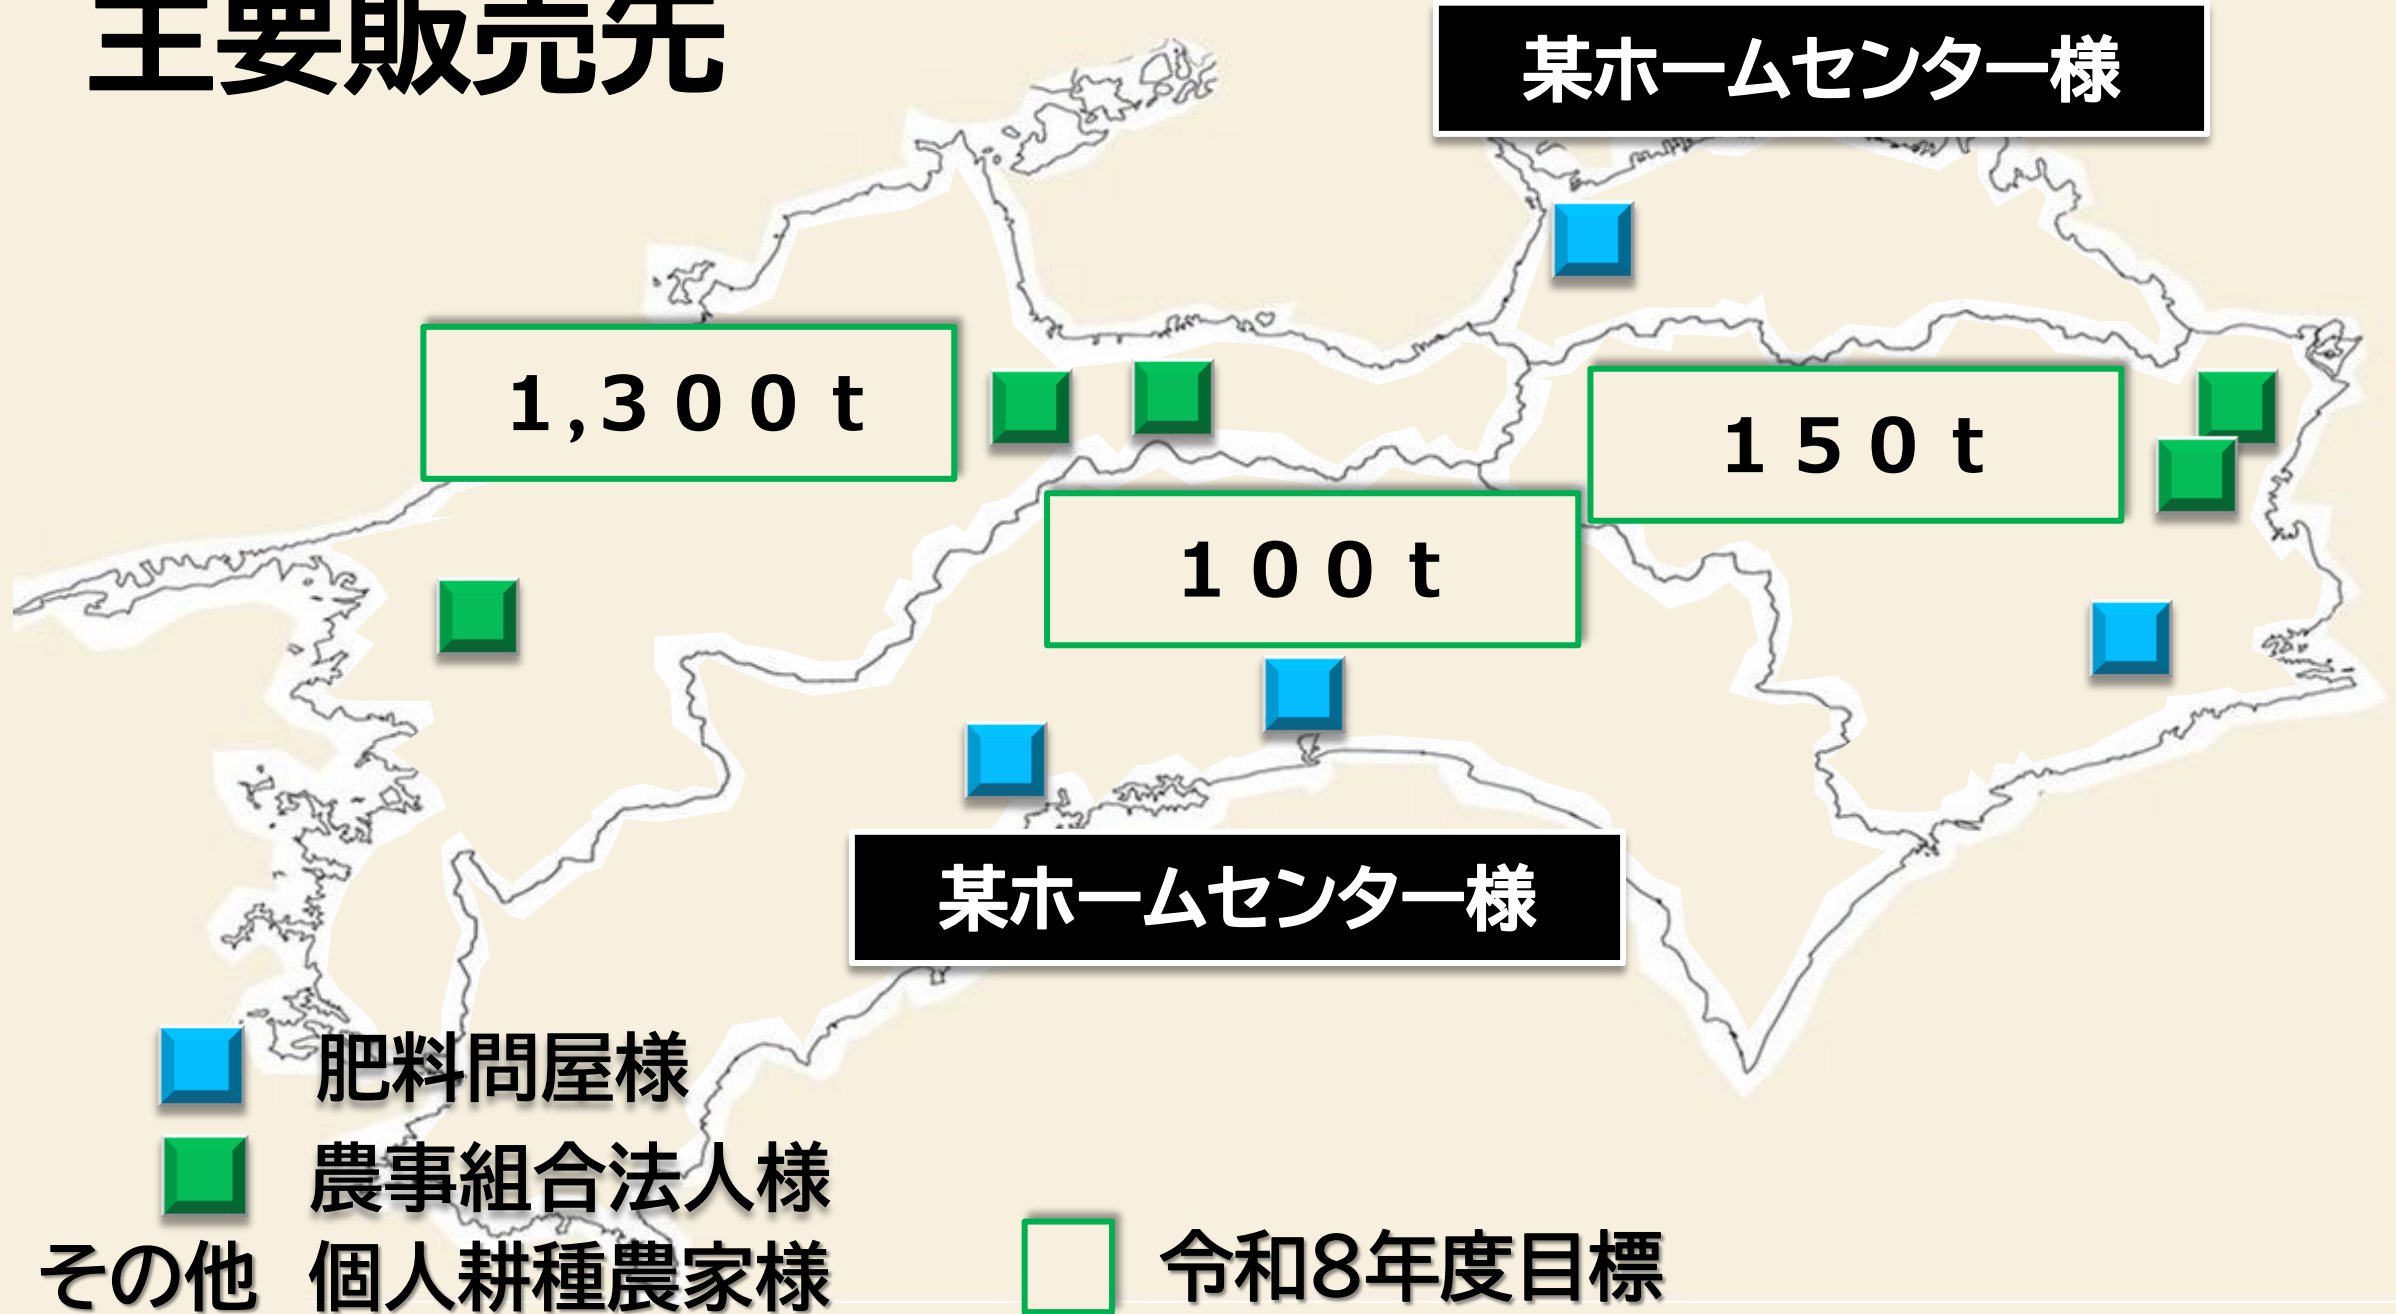 主要販売先
某ホームセンター様
１,３００ｔ
１５０ｔ
１００ｔ
某ホームセンター様
肥料問屋様
農事組合法人様
その他　個人耕種農家様
令和８年度目標